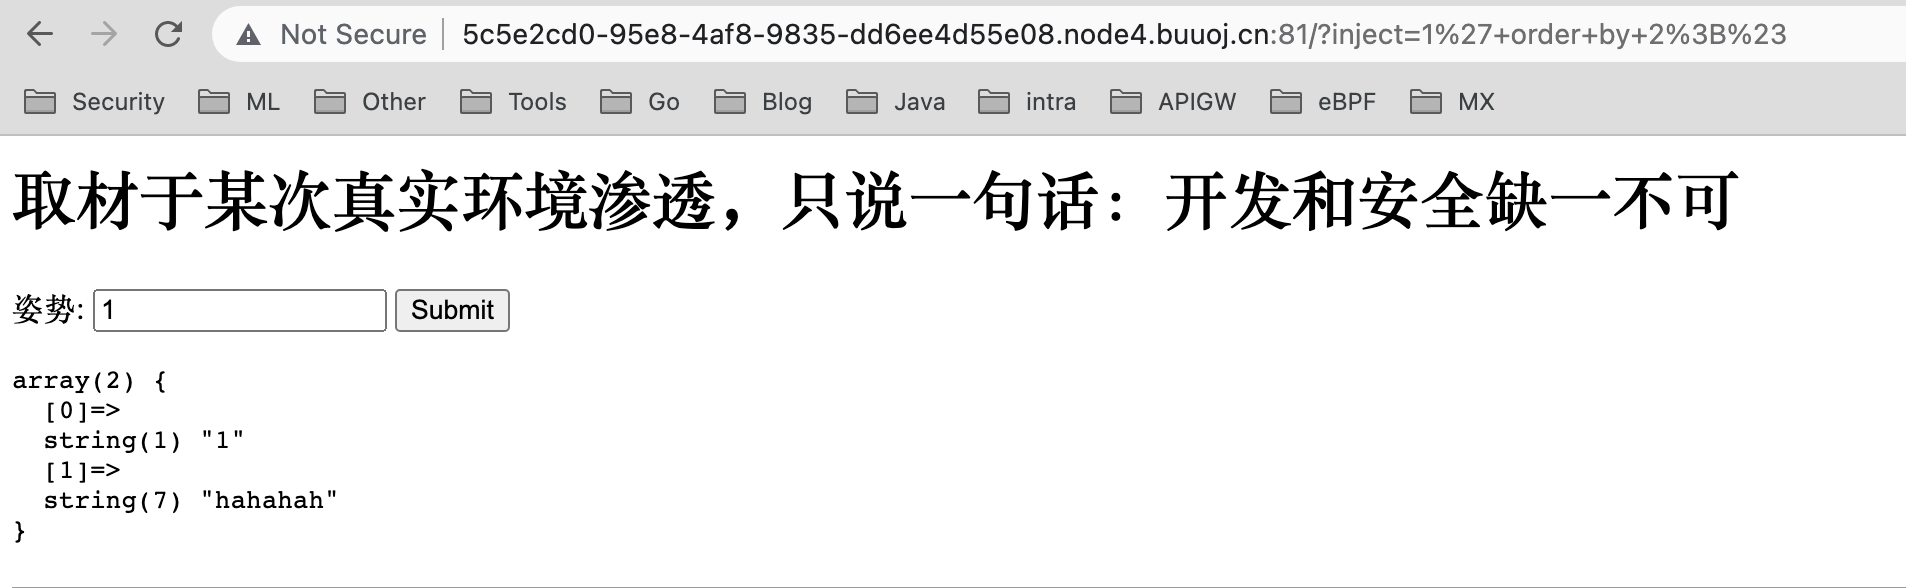 Not Secure 5c5e2cd0-95e8-4af8-9835-dd6ee4d55e08.node4.buuoj.cn:81/?inject=1%27+order+by+2%3B%23
Security ML Other Tools Go Blog Java intra APIGW eBPF MX
取材于某次真实环境渗透，只说一句话：开发和安全缺一不可
姿势: 1 Submit
array(2) {
  [0]=>
  string(1) "1"
  [1]=>
  string(7) "hahahah"
}